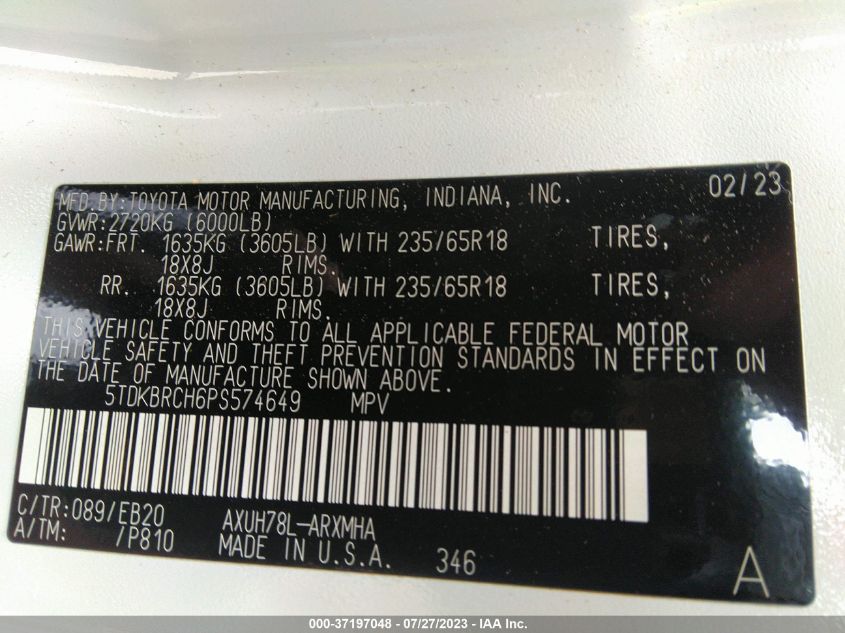 MFD.BY:TOYOTA MOTOR MANUFACTURING, INDIANA, INC. 02/23
GVWR:2720KG (6000LB)
GAWR:FRT. 1635KG (3605LB) WITH 235/65R18 TIRES,
18X8J RIMS.
RR. 1635KG (3605LB) WITH 235/65R18 TIRES,
18X8J RIMS.
THIS VEHICLE CONFORMS TO ALL APPLICABLE FEDERAL MOTOR
VEHICLE SAFETY AND THEFT PREVENTION STANDARDS IN EFFECT ON
THE DATE OF MANUFACTURE SHOWN ABOVE.
5TDKBRCH6PS574649 MPV
C/TR:089/EB20 AXUH78L-ARXMHA
A/TM: /P810 MADE IN U.S.A. 346 A
000-37197048 - 07/27/2023 - IAA Inc.